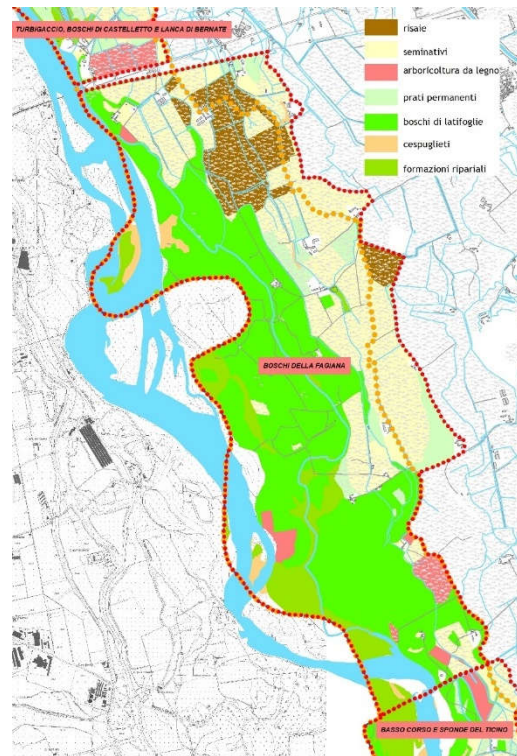 TURBIGACCIO, BOSCHI DI CASTELLETTO E LANCA DI BERNATE
risaie
seminativi
arboricoltura da legno
prati permanenti
boschi di latifoglie
cespuglieti
formazioni ripariali
BOSCHI DELLA FAGIANA
BASSO CORSO E SPONDE DEL TICINO